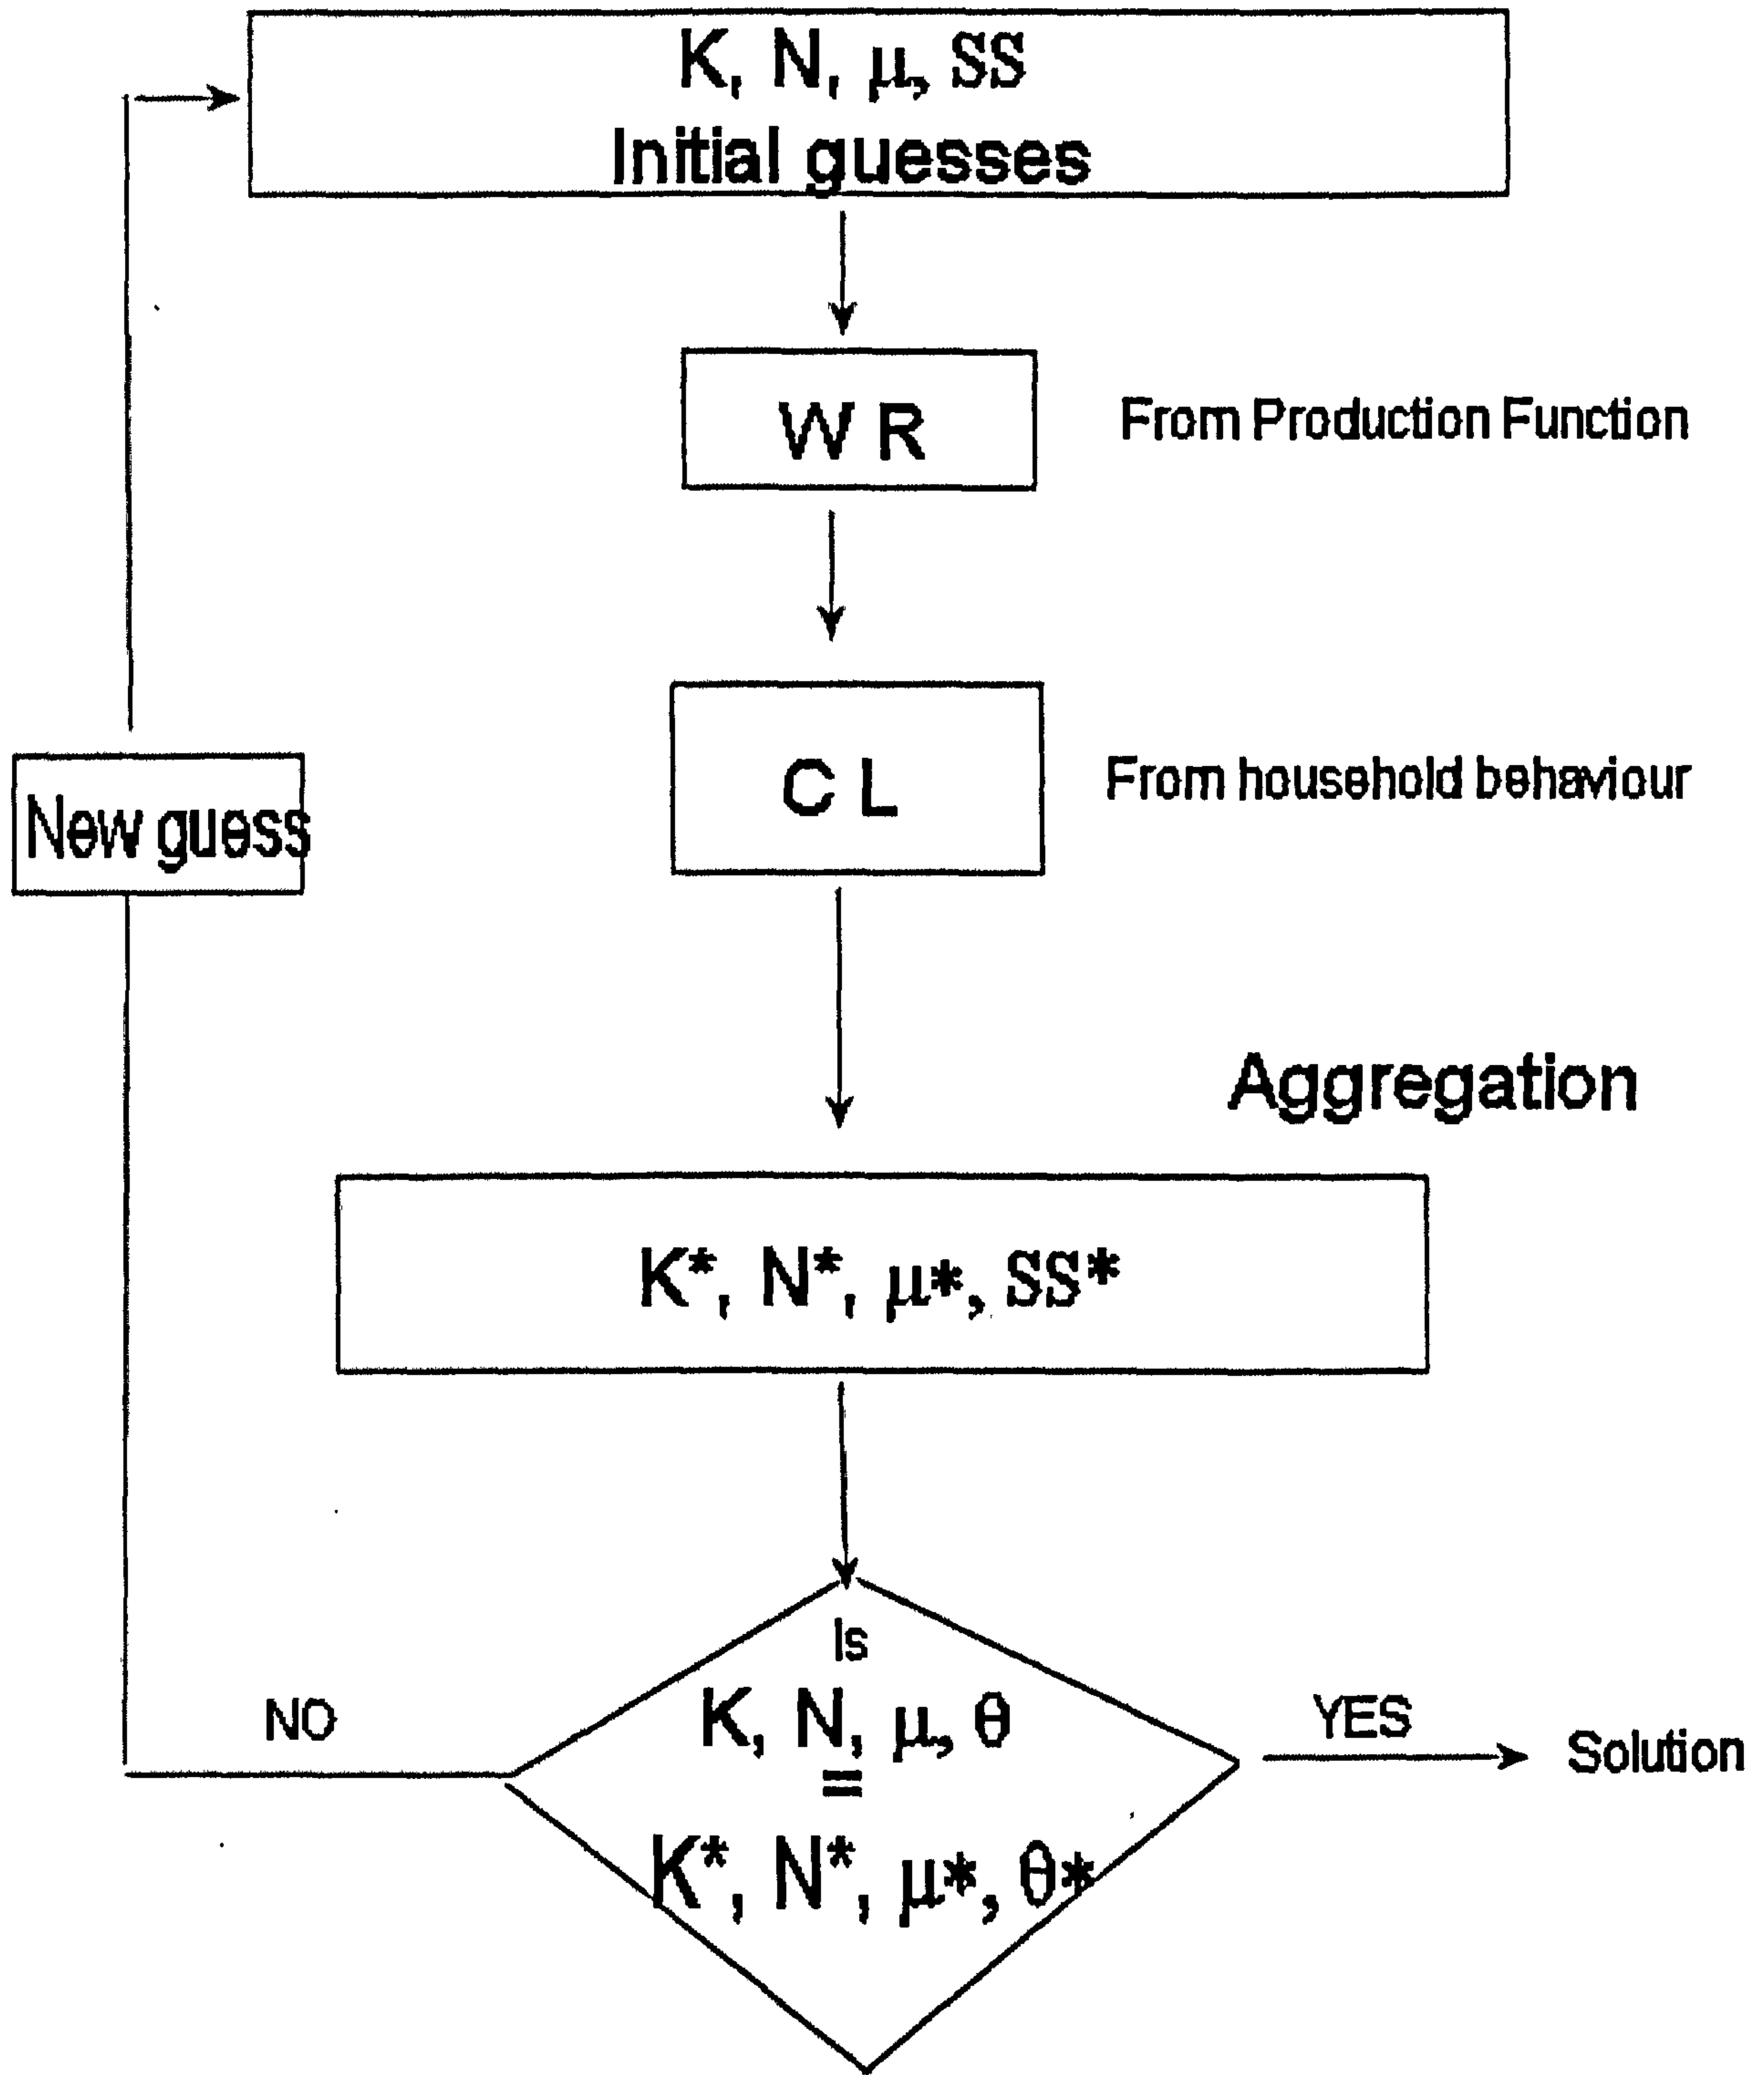 K, N, μ, SS
Initial guesses
W R
From Production Function
C L
From household behaviour
New guess
Aggregation
K*, N*, μ*, SS*
Is
K, N, μ, θ
=
K*, N*, μ*, θ*
NO
YES
Solution